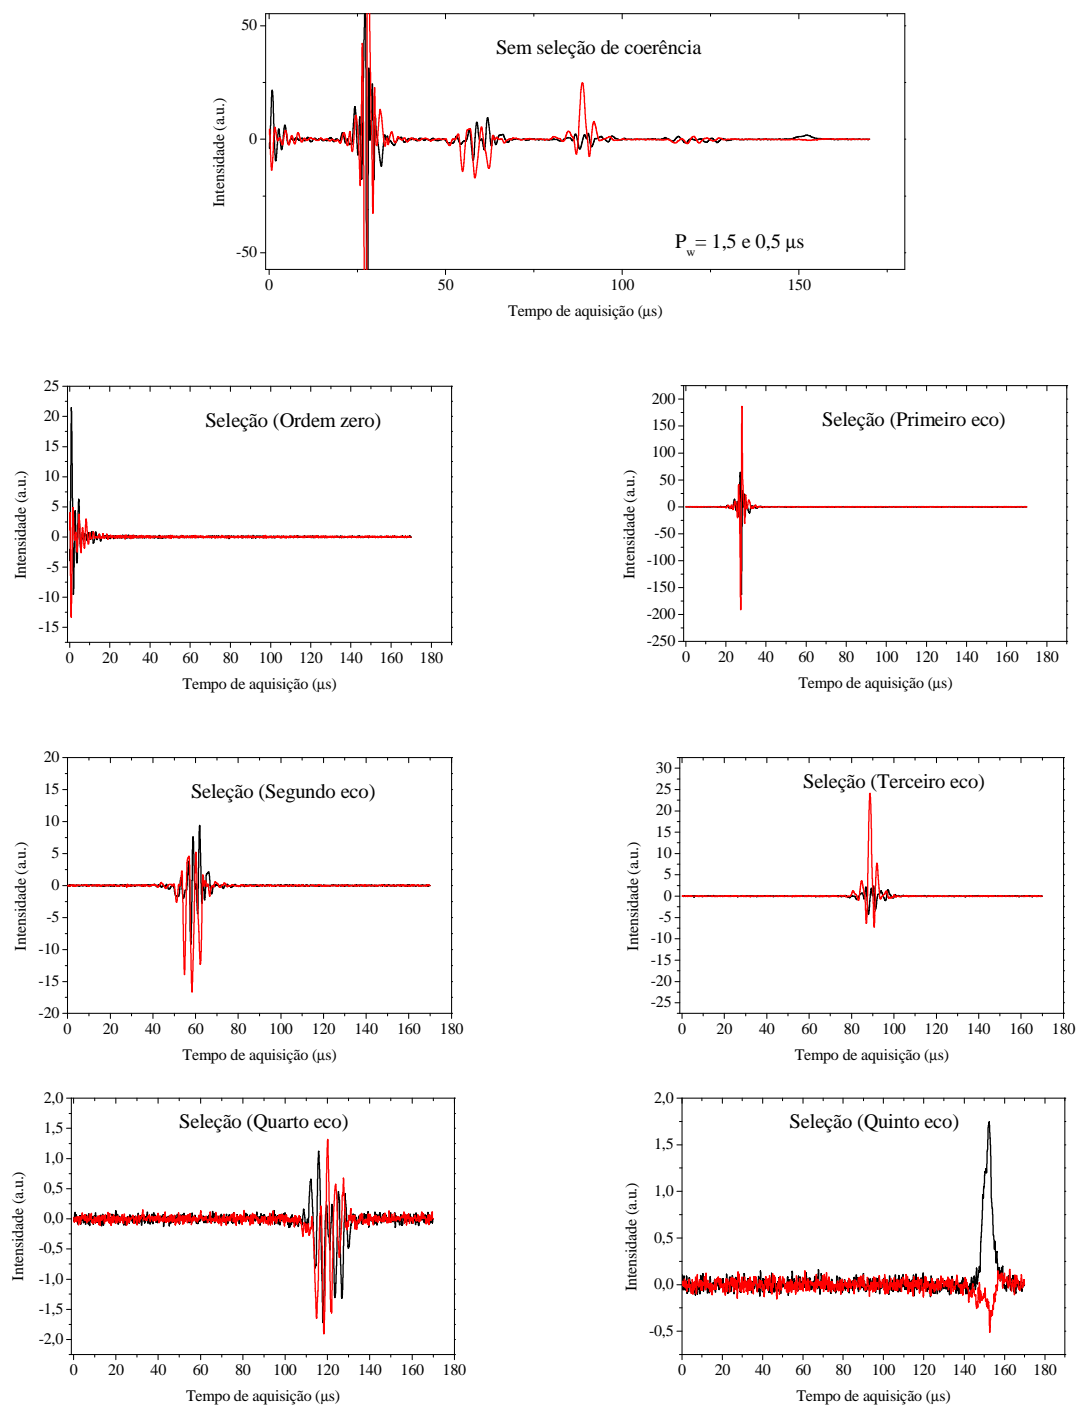 Sem seleção de coerência
50
0
-50
Intensidade (a.u.)
P_w= 1,5 e 0,5 µs
0 50 100 150
Tempo de aquisição (µs)
Seleção (Ordem zero)
25
20
15
10
5
0
-5
-10
-15
Intensidade (a.u.)
0 20 40 60 80 100 120 140 160 180
Tempo de aquisição (µs)
Seleção (Primeiro eco)
200
150
100
50
0
-50
-100
-150
-200
-250
Intensidade (a.u.)
0 20 40 60 80 100 120 140 160 180
Tempo de aquisição (µs)
Seleção (Segundo eco)
20
15
10
5
0
-5
-10
-15
-20
Intensidade (a.u.)
0 20 40 60 80 100 120 140 160 180
Tempo de aquisição (µs)
Seleção (Terceiro eco)
30
25
20
15
10
5
0
-5
-10
-15
-20
-25
Intensidade (a.u.)
0 20 40 60 80 100 120 140 160 180
Tempo de aquisição (µs)
Seleção (Quarto eco)
2,0
1,5
1,0
0,5
0,0
-0,5
-1,0
-1,5
-2,0
Intensidade (a.u.)
0 20 40 60 80 100 120 140 160 180
Tempo de aquisição (µs)
Seleção (Quinto eco)
2,0
1,5
1,0
0,5
0,0
-0,5
Intensidade (a.u.)
0 20 40 60 80 100 120 140 160 180
Tempo de aquisição (µs)